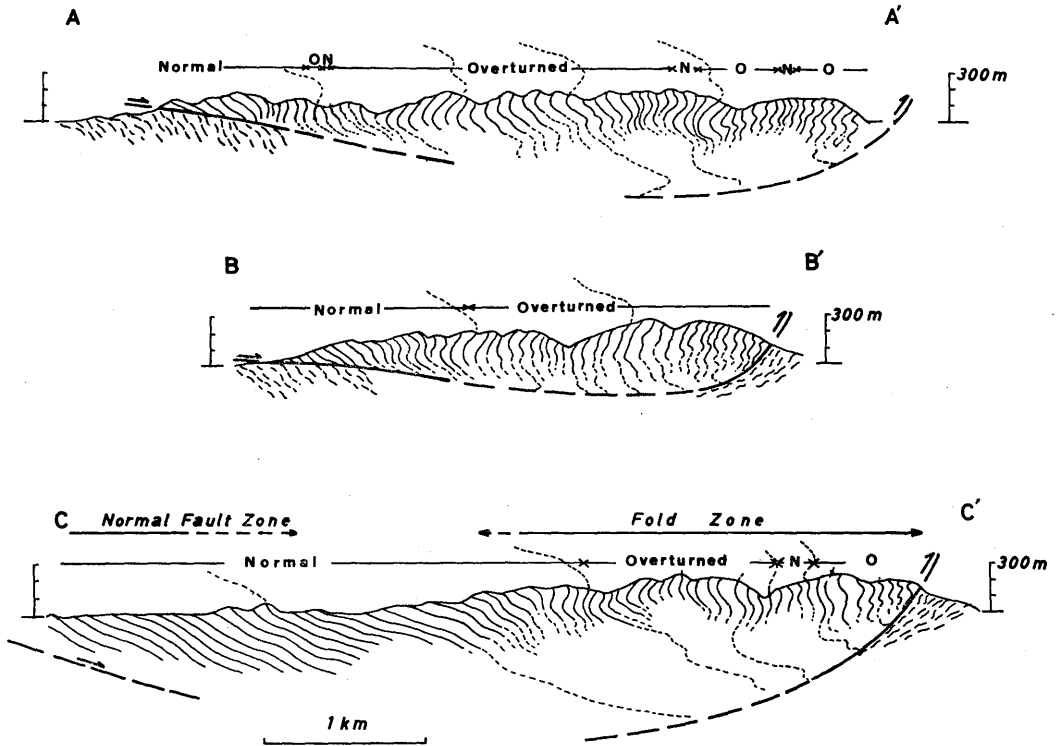 A A′
Normal ON Overturned N O N O
300m
B B′
Normal Overturned
300m
C Normal Fault Zone Fold Zone C′
Normal Overturned N O
300m
1 km